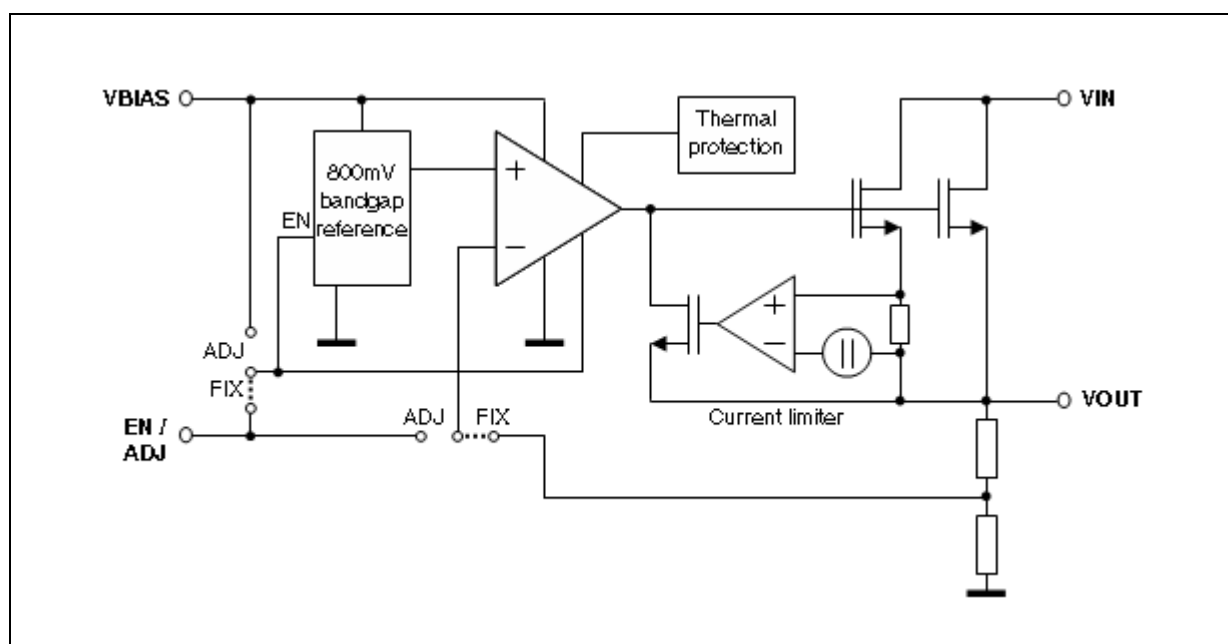 VBIAS
VIN
Thermal
protection
+
800mV
bandgap
reference
EN
−
ADJ
+
−
FIX
VOUT
EN /
ADJ
ADJ
FIX
Current limiter